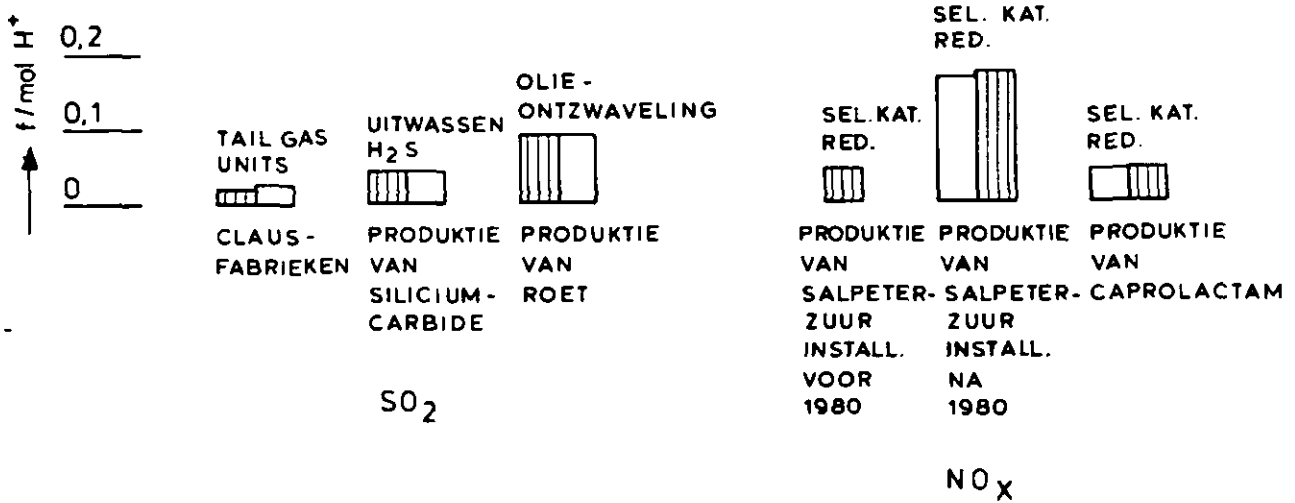 f/mol H⁺
0,2
0,1
0
TAIL GAS
UNITS
UITWASSEN
H₂S
OLIE-
ONTZWAVELING
SEL. KAT.
RED.
SEL. KAT.
RED.
SEL. KAT.
RED.
CLAUS-
FABRIEKEN
PRODUKTIE
VAN
SILICIUM-
CARBIDE
PRODUKTIE
VAN
ROET
PRODUKTIE
VAN
SALPETER-
ZUUR
INSTALL.
VOOR
1980
PRODUKTIE
VAN
SALPETER-
ZUUR
INSTALL.
NA
1980
PRODUKTIE
VAN
CAPROLACTAM
SO₂
NOₓ